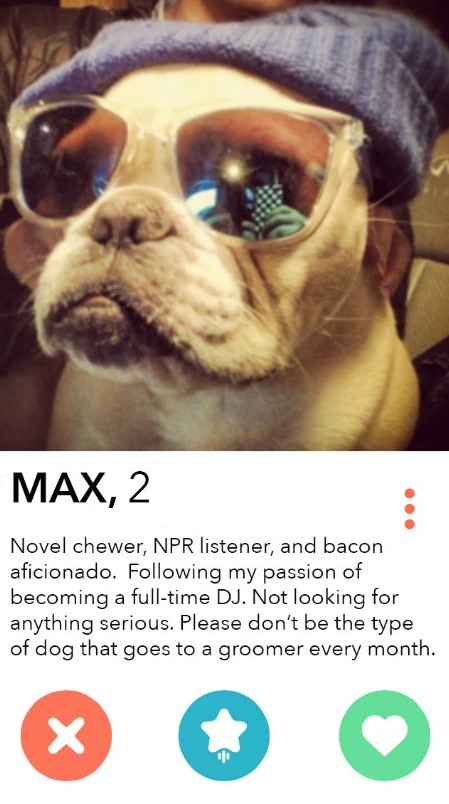 MAX, 2
Novel chewer, NPR listener, and bacon
aficionado.  Following my passion of
becoming a full-time DJ. Not looking for
anything serious. Please don't be the type
of dog that goes to a groomer every month.